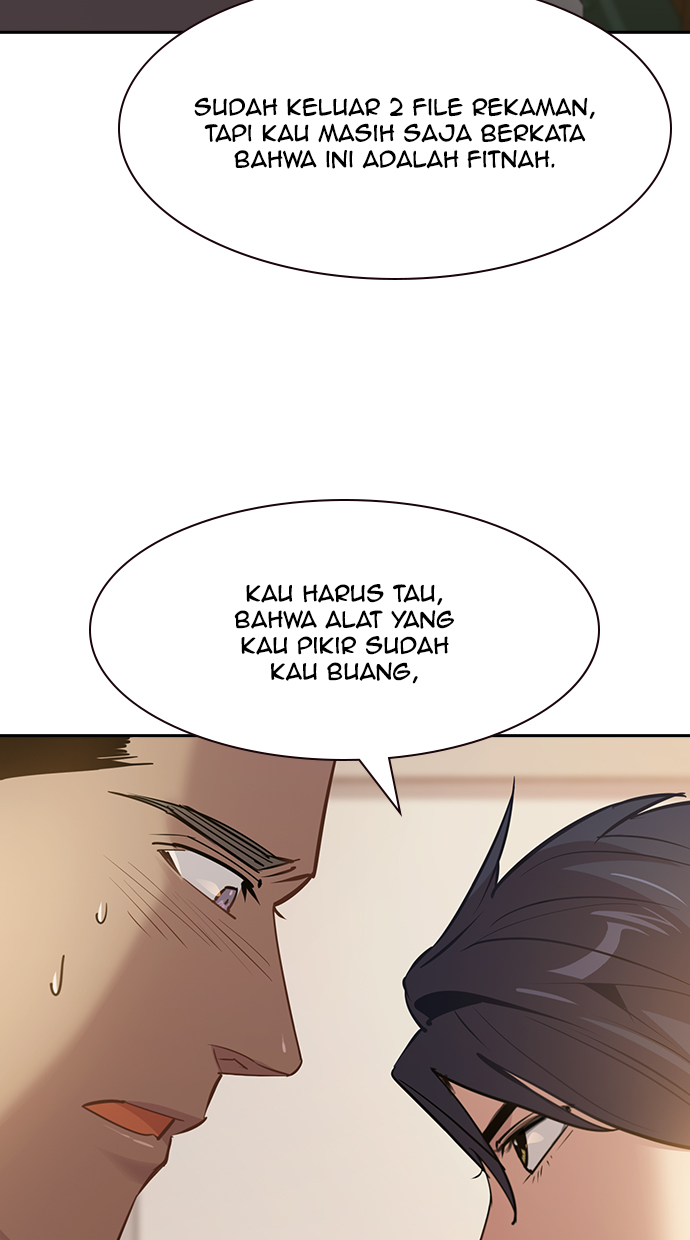 SUDAH KELUAR 2 FILE REKAMAN,
TAPI KAU MASIH SAJA BERKATA
BAHWA INI ADALAH FITNAH.
KAU HARUS TAU,
BAHWA ALAT YANG
KAU PIKIR SUDAH
KAU BUANG,